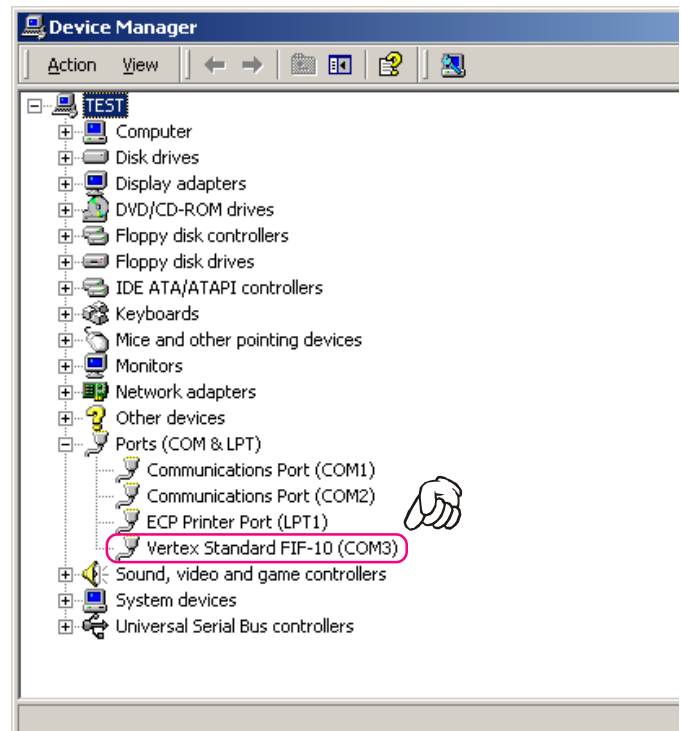 Device Manager
Action View
TEST
Computer
Disk drives
Display adapters
DVD/CD-ROM drives
Floppy disk controllers
Floppy disk drives
IDE ATA/ATAPI controllers
Keyboards
Mice and other pointing devices
Monitors
Network adapters
Other devices
Ports (COM & LPT)
Communications Port (COM1)
Communications Port (COM2)
ECP Printer Port (LPT1)
Vertex Standard FIF-10 (COM3)
Sound, video and game controllers
System devices
Universal Serial Bus controllers